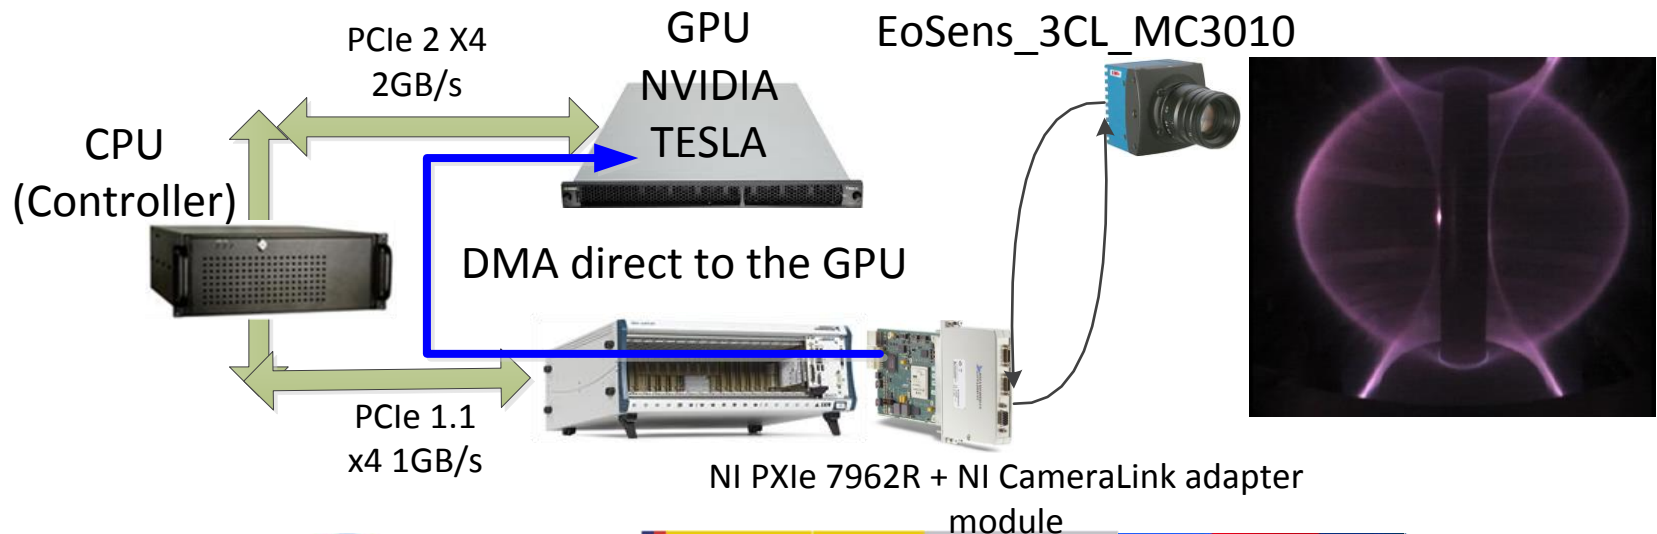 PCIe 2 X4
2GB/s
GPU
NVIDIA
TESLA
EoSens_3CL_MC3010
CPU
(Controller)
DMA direct to the GPU
PCIe 1.1
x4 1GB/s
NI PXIe 7962R + NI CameraLink adapter
module